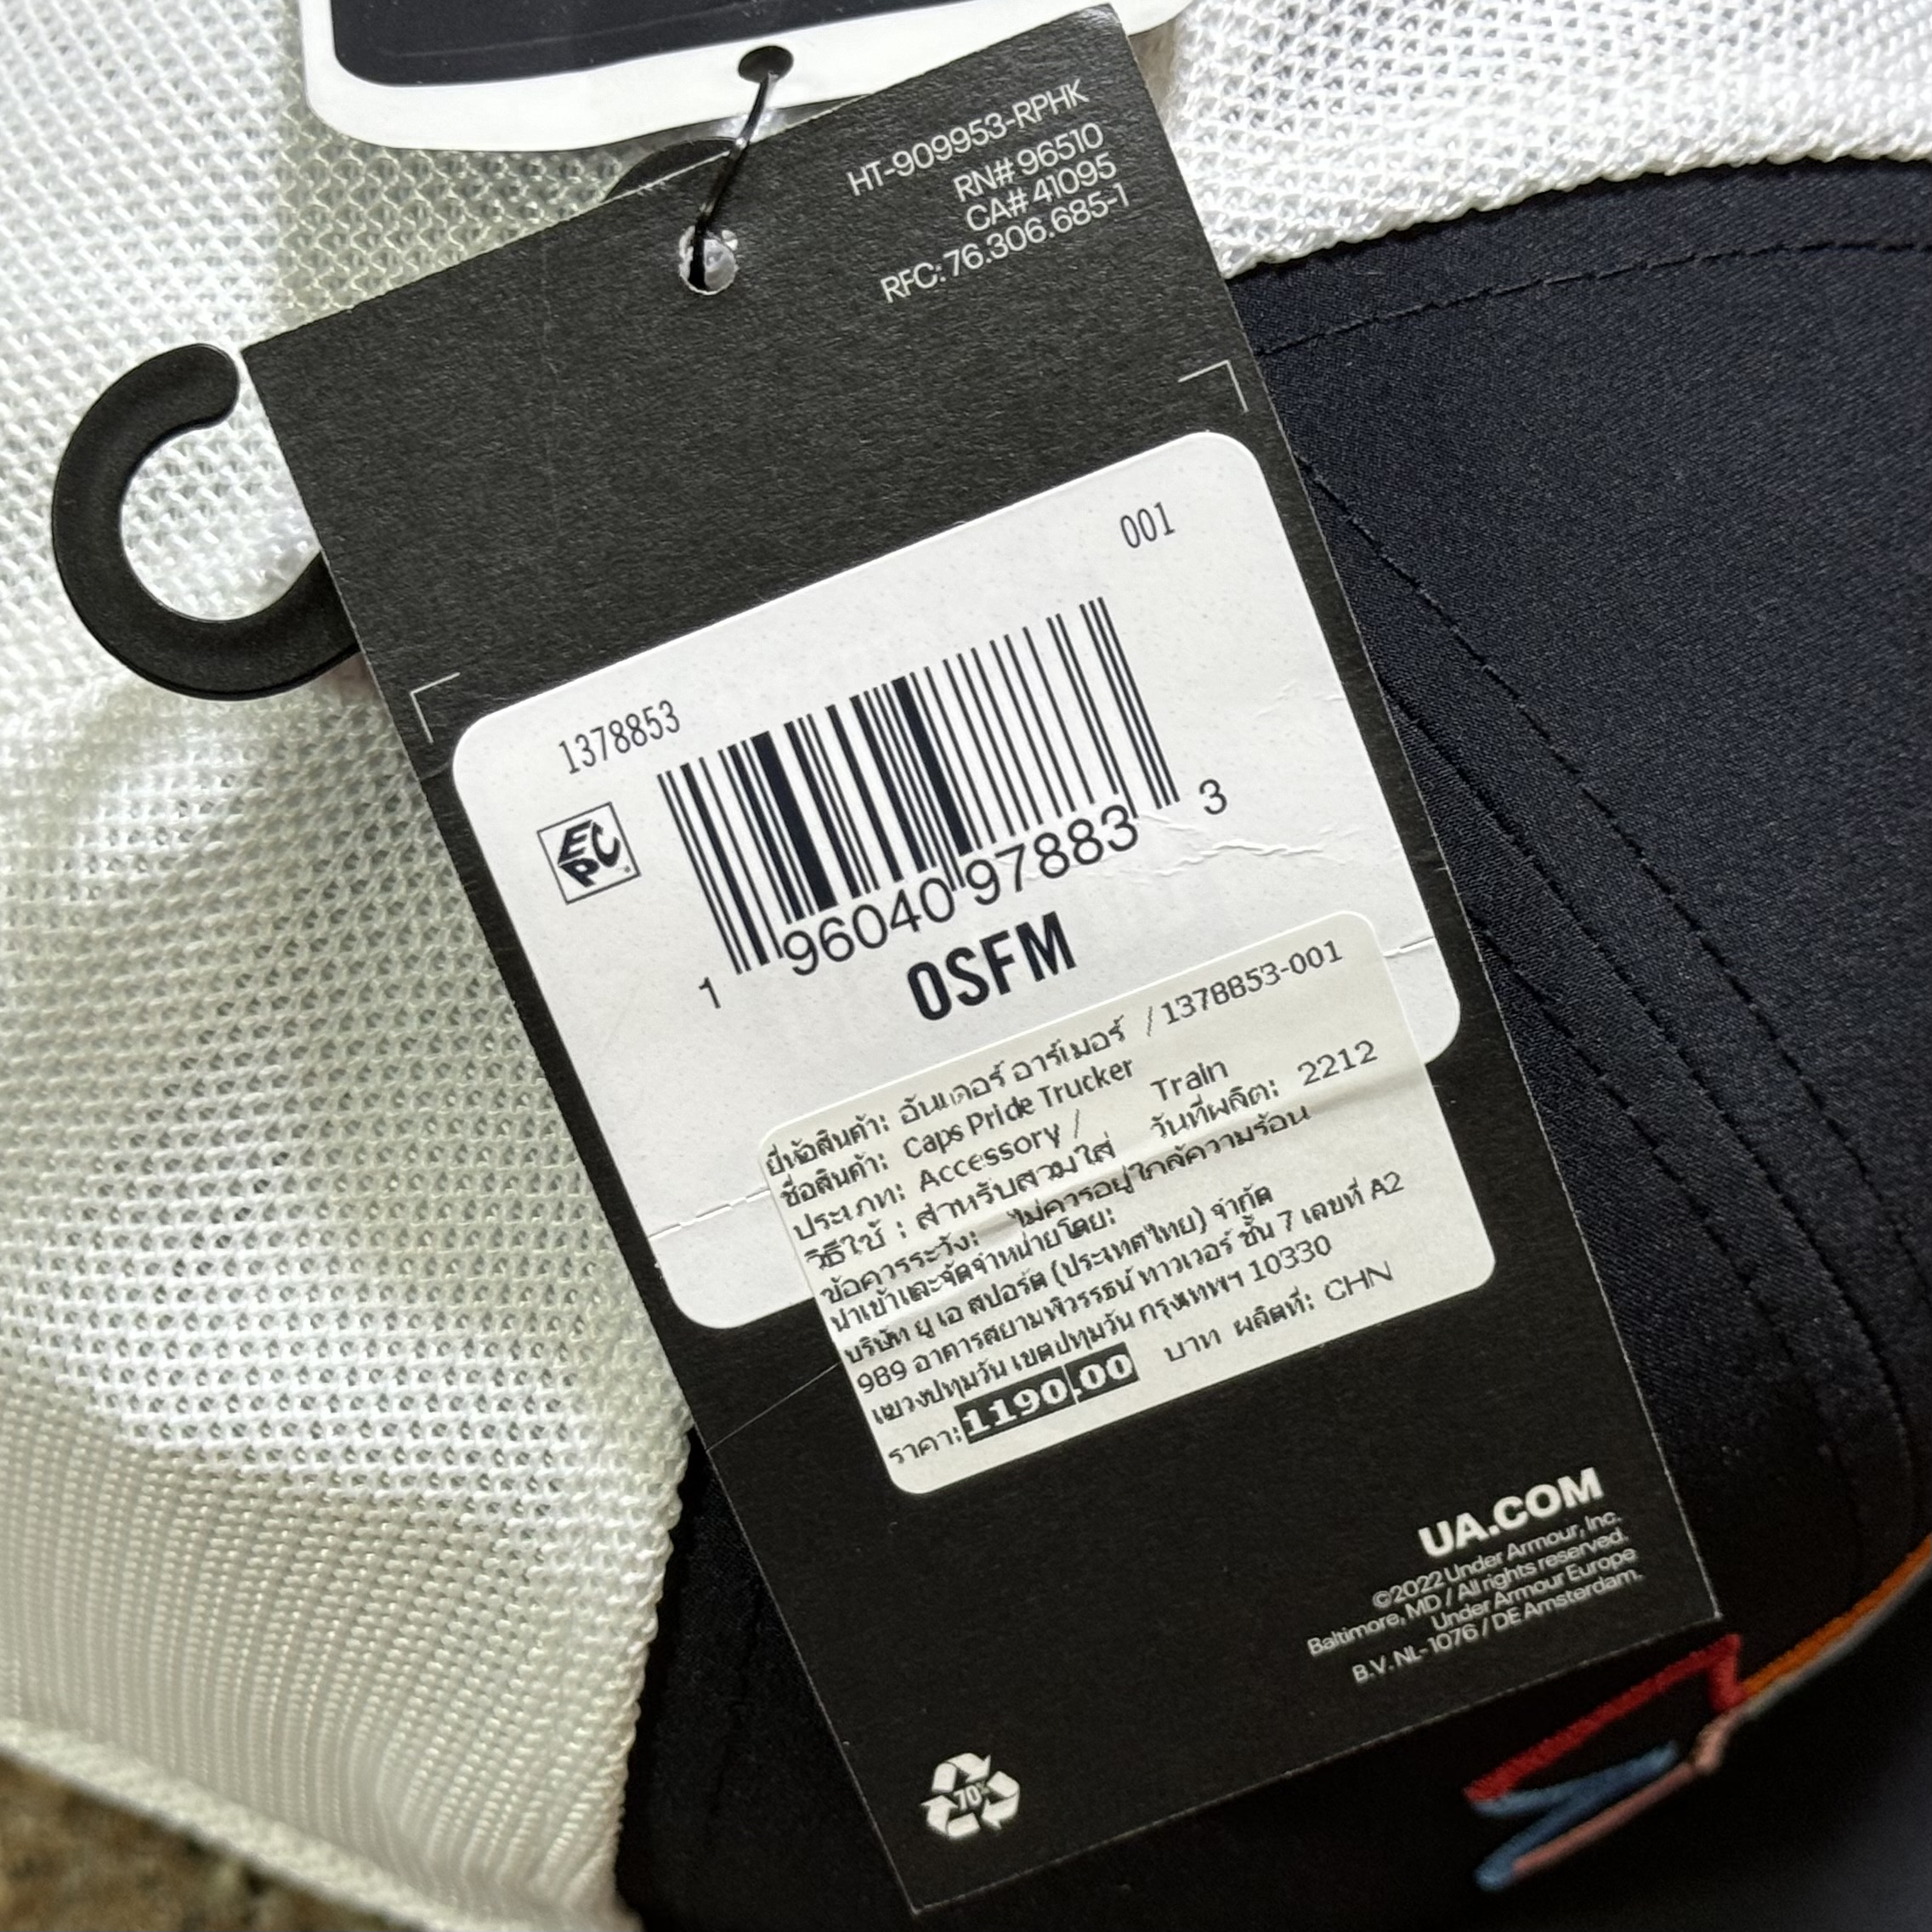 HT-909953-RPHK
RN# 96510
CA# 41095
RFC: 76.306.685-1
001
1378853
EPC
1 96040 97883 3
OSFM
ยี่ห้อสินค้า: อันเดอร์ อาร์เมอร์ / 1378853-001
ชื่อสินค้า: Caps Pride Trucker
ประเภท: Accessory / Train
วิธีใช้ : สำหรับสวมใส่ วันที่ผลิต: 2212
ข้อควรระวัง: ไม่ควรอยู่ใกล้ความร้อน
นำเข้าและจัดจำหน่ายโดย:
บริษัท ยู เอ สปอร์ต (ประเทศไทย) จำกัด
989 อาคารสยามพิวรรธน์ ทาวเวอร์ ชั้น 7 เลขที่ A2
แขวงปทุมวัน เขตปทุมวัน กรุงเทพฯ 10330
ราคา: 1190.00 บาท ผลิตที่: CHN
UA.COM
©2022 Under Armour, Inc.
Baltimore, MD / All rights reserved.
Under Armour Europe
B.V. NL-1076 / DE Amsterdam.
70%